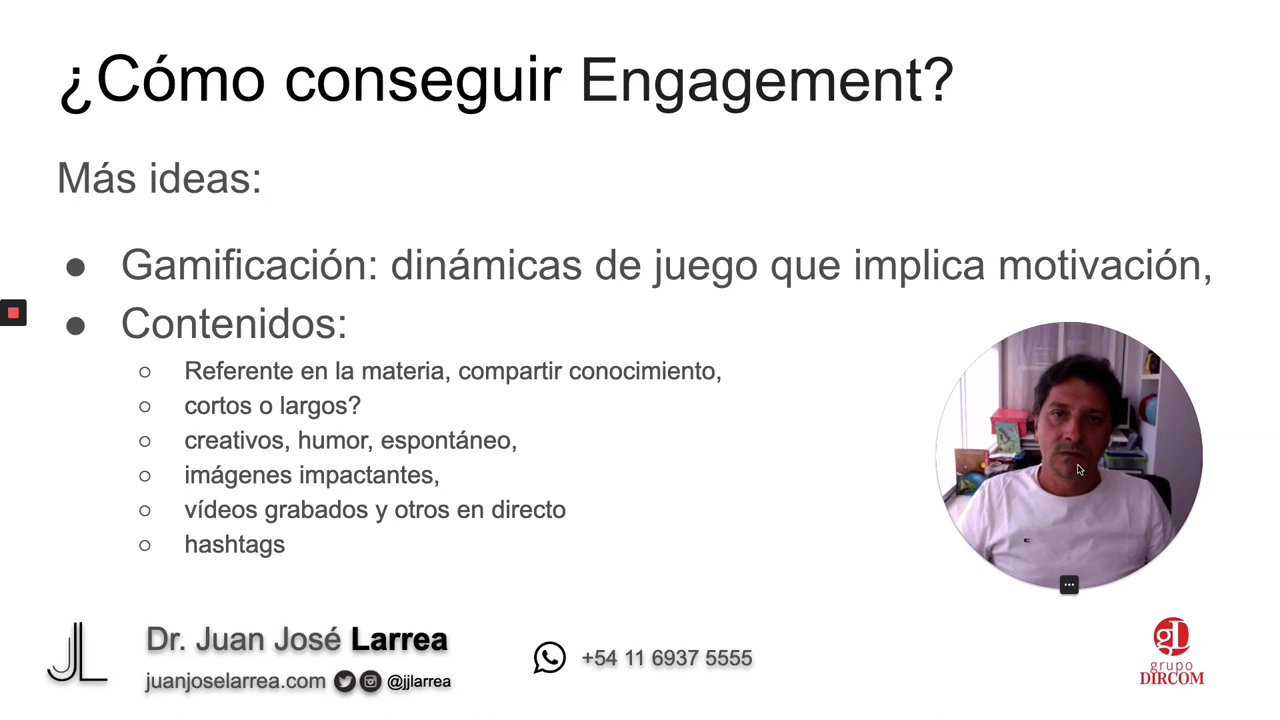 ¿Cómo conseguir Engagement?
Más ideas:
● Gamificación: dinámicas de juego que implica motivación,
● Contenidos:
○ Referente en la materia, compartir conocimiento,
○ cortos o largos?
○ creativos, humor, espontáneo,
○ imágenes impactantes,
○ vídeos grabados y otros en directo
○ hashtags
JL
Dr. Juan José Larrea
juanjoselarrea.com @jjlarrea
+54 11 6937 5555
gD
grupo
DIRCOM